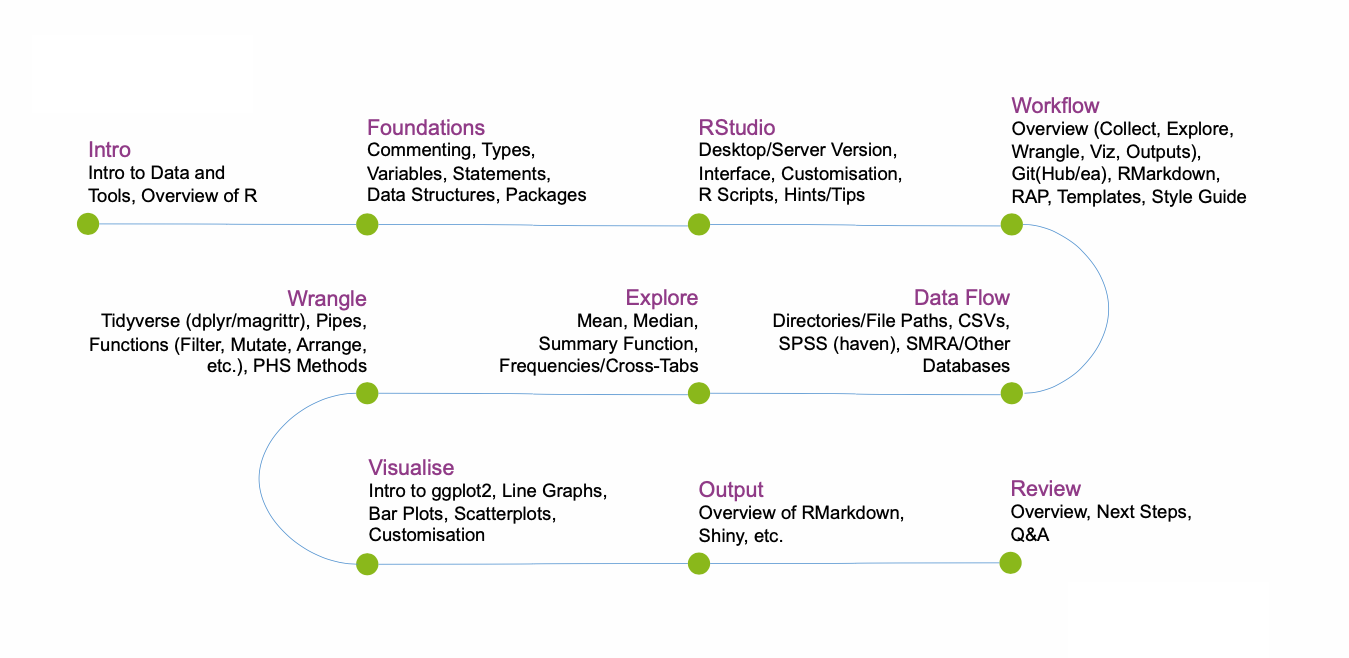 Intro
Intro to Data and
Tools, Overview of R
Foundations
Commenting, Types,
Variables, Statements,
Data Structures, Packages
RStudio
Desktop/Server Version,
Interface, Customisation,
R Scripts, Hints/Tips
Workflow
Overview (Collect, Explore,
Wrangle, Viz, Outputs),
Git(Hub/ea), RMarkdown,
RAP, Templates, Style Guide
Data Flow
Directories/File Paths, CSVs,
SPSS (haven), SMRA/Other
Databases
Explore
Mean, Median,
Summary Function,
Frequencies/Cross-Tabs
Wrangle
Tidyverse (dplyr/magrittr), Pipes,
Functions (Filter, Mutate, Arrange,
etc.), PHS Methods
Visualise
Intro to ggplot2, Line Graphs,
Bar Plots, Scatterplots,
Customisation
Output
Overview of RMarkdown,
Shiny, etc.
Review
Overview, Next Steps,
Q&A